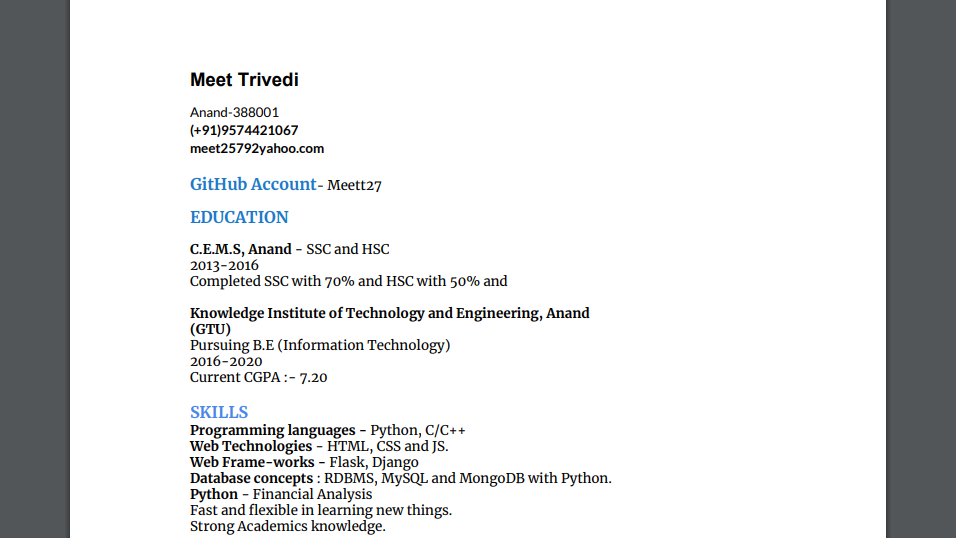 Meet Trivedi
Anand-388001
(+91)9574421067
meet25792yahoo.com
GitHub Account- Meett27
EDUCATION
C.E.M.S, Anand - SSC and HSC
2013-2016
Completed SSC with 70% and HSC with 50% and
Knowledge Institute of Technology and Engineering, Anand
(GTU)
Pursuing B.E (Information Technology)
2016-2020
Current CGPA :- 7.20
SKILLS
Programming languages - Python, C/C++
Web Technologies - HTML, CSS and JS.
Web Frame-works - Flask, Django
Database concepts : RDBMS, MySQL and MongoDB with Python.
Python - Financial Analysis
Fast and flexible in learning new things.
Strong Academics knowledge.